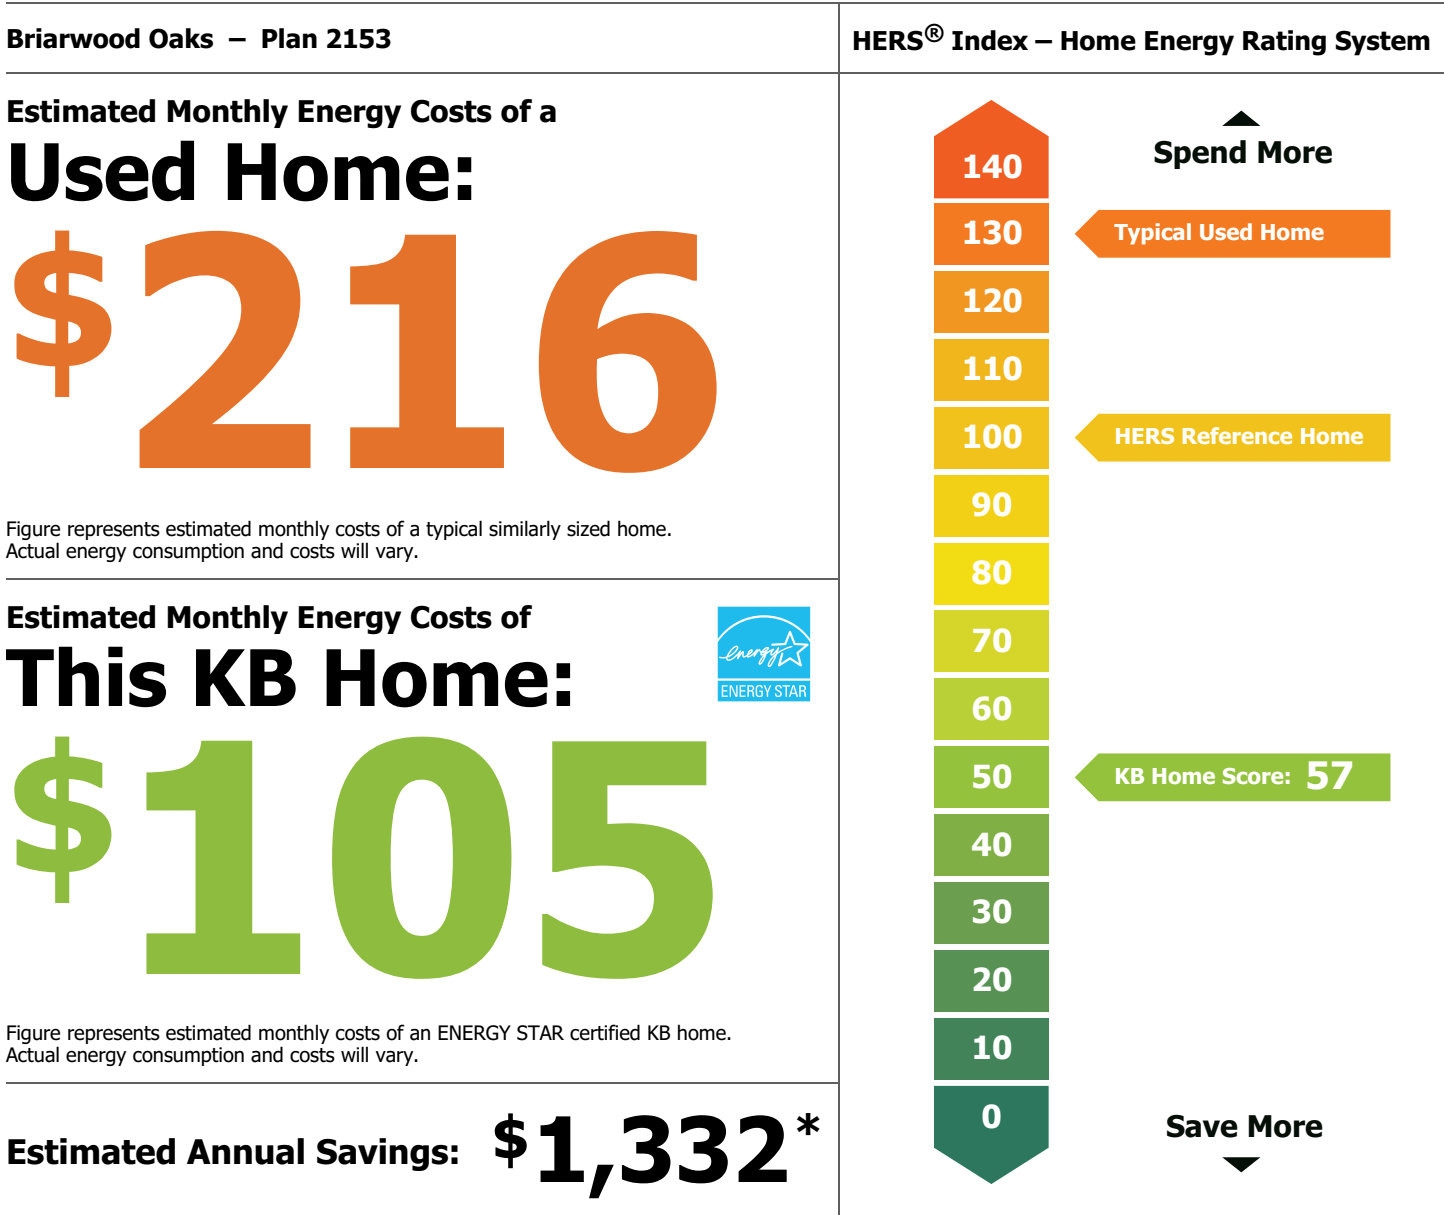 Briarwood Oaks – Plan 2153
Estimated Monthly Energy Costs of a
Used Home:
$216
Figure represents estimated monthly costs of a typical similarly sized home.
Actual energy consumption and costs will vary.
Estimated Monthly Energy Costs of
This KB Home:
energy
ENERGY STAR
$105
Figure represents estimated monthly costs of an ENERGY STAR certified KB home.
Actual energy consumption and costs will vary.
Estimated Annual Savings: $1,332*
HERS® Index – Home Energy Rating System
Spend More
140
130 Typical Used Home
120
110
100 HERS Reference Home
90
80
70
60
50 KB Home Score: 57
40
30
20
10
0
Save More